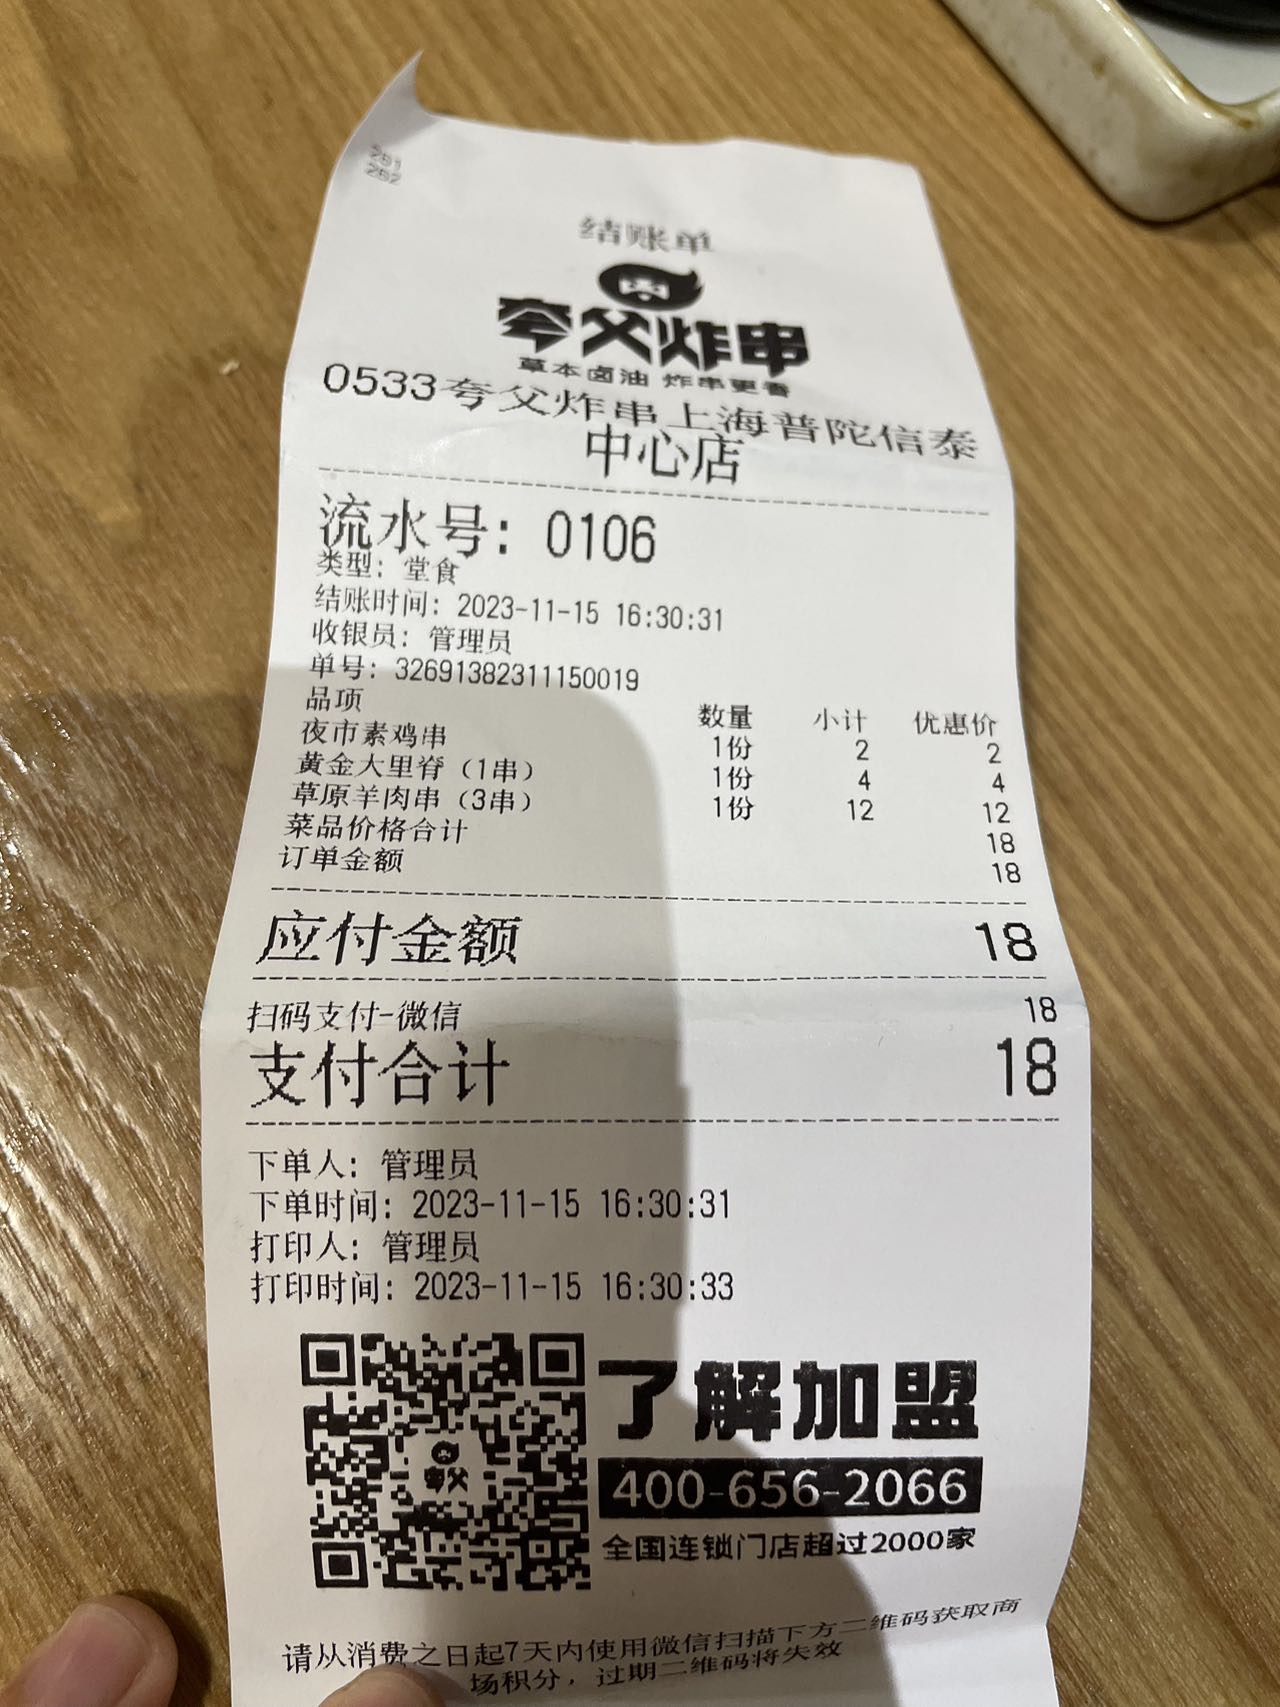 251
252
结账单
夸父炸串
草本卤油 炸串更香
0533夸父炸串上海普陀信泰
中心店
流水号: 0106
类型: 堂食
结账时间: 2023-11-15 16:30:31
收银员: 管理员
单号: 32691382311150019
品项 数量 小计 优惠价
夜市素鸡串 1份 2 2
黄金大里脊 (1串) 1份 4 4
草原羊肉串 (3串) 1份 12 12
菜品价格合计 18
订单金额 18
应付金额 18
扫码支付-微信 18
支付合计 18
下单人: 管理员
下单时间: 2023-11-15 16:30:31
打印人: 管理员
打印时间: 2023-11-15 16:30:33
夸父
了解加盟
400-656-2066
全国连锁门店超过2000家
请从消费之日起7天内使用微信扫描下方二维码获取商
场积分, 过期二维码将失效